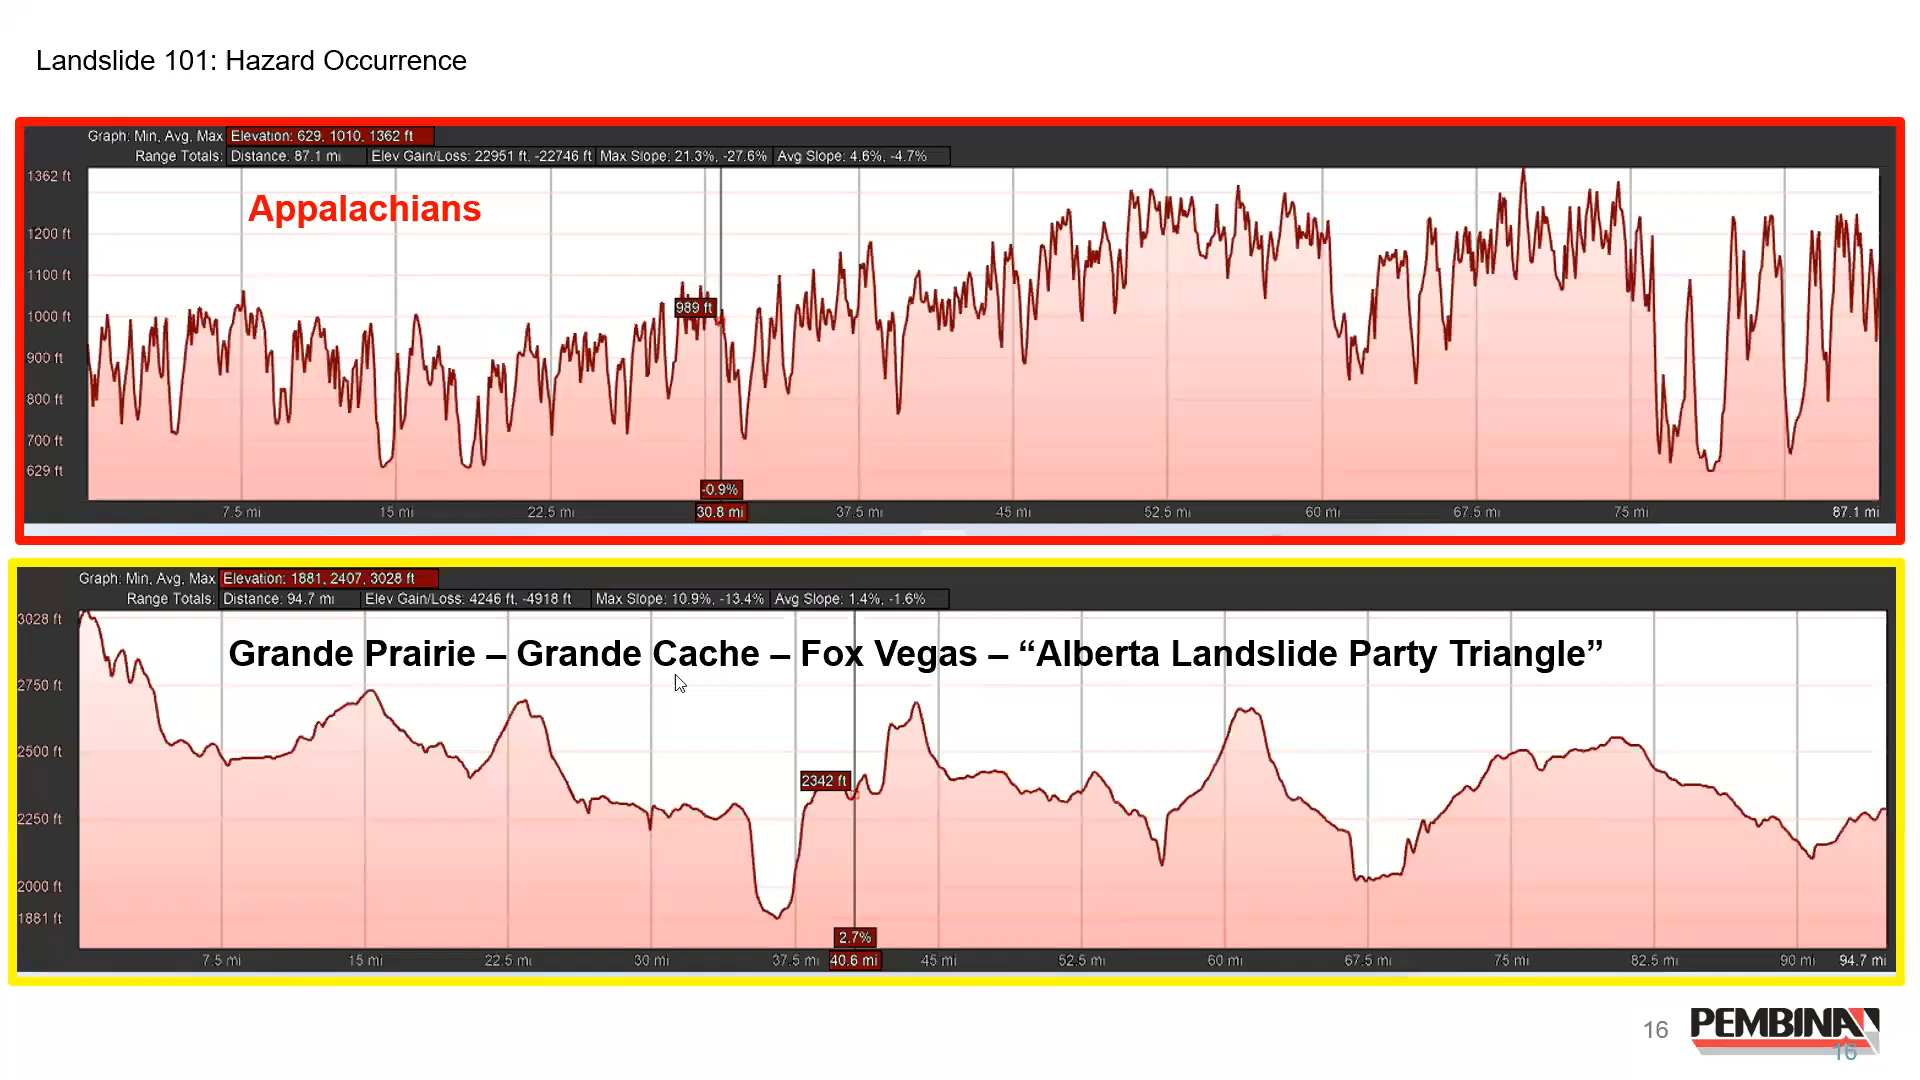 Landslide 101: Hazard Occurrence
Graph: Min, Avg, Max Elevation: 629, 1010, 1362 ft
Range Totals: Distance: 87.1 mi Elev Gain/Loss: 22951 ft, -22746 ft Max Slope: 21.3%, -27.6% Avg Slope: 4.6%, -4.7%
1362 ft
Appalachians
1200 ft
1100 ft
1000 ft
989 ft
900 ft
800 ft
700 ft
629 ft
-0.9%
7.5 mi 15 mi 22.5 mi 30.8 mi 37.5 mi 45 mi 52.5 mi 60 mi 67.5 mi 75 mi 87.1 mi
Graph: Min, Avg, Max Elevation: 1881, 2407, 3028 ft
Range Totals: Distance: 94.7 mi Elev Gain/Loss: 4246 ft, -4918 ft Max Slope: 10.9%, -13.4% Avg Slope: 1.4%, -1.6%
3028 ft
Grande Prairie – Grande Cache – Fox Vegas – “Alberta Landslide Party Triangle”
2750 ft
2500 ft
2342 ft
2250 ft
2000 ft
1881 ft
2.7%
7.5 mi 15 mi 22.5 mi 30 mi 37.5 mi 40.6 mi 45 mi 52.5 mi 60 mi 67.5 mi 75 mi 82.5 mi 90 mi 94.7 mi
16 PEMBINA
16